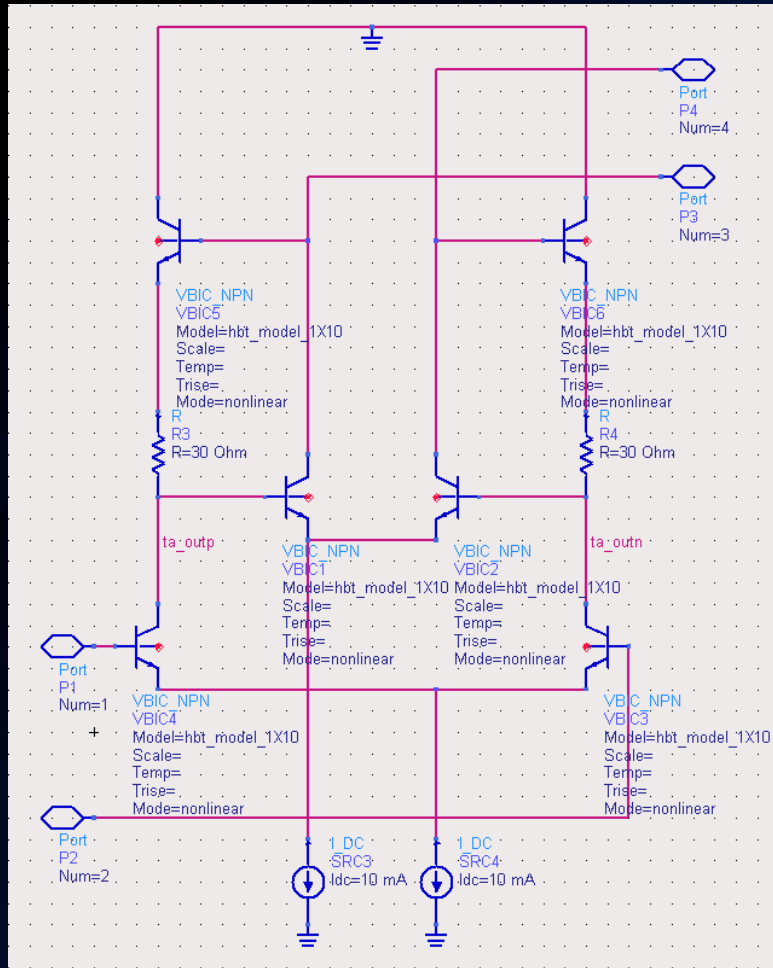 Port
P4
Num=4
Port
P3
Num=3
VBIC_NPN
VBIC5
Model=hbt_model_1X10
Scale=
Temp=
Trise=
Mode=nonlinear
VBIC_NPN
VBIC6
Model=hbt_model_1X10
Scale=
Temp=
Trise=
Mode=nonlinear
R
R3
R=30 Ohm
R
R4
R=30 Ohm
ta_outp
ta_outn
VBIC_NPN
VBIC1
Model=hbt_model_1X10
Scale=
Temp=
Trise=
Mode=nonlinear
VBIC_NPN
VBIC2
Model=hbt_model_1X10
Scale=
Temp=
Trise=
Mode=nonlinear
Port
P1
Num=1
VBIC_NPN
VBIC4
Model=hbt_model_1X10
Scale=
Temp=
Trise=
Mode=nonlinear
VBIC_NPN
VBIC3
Model=hbt_model_1X10
Scale=
Temp=
Trise=
Mode=nonlinear
Port
P2
Num=2
I_DC
SRC3
Idc=10 mA
I_DC
SRC4
Idc=10 mA